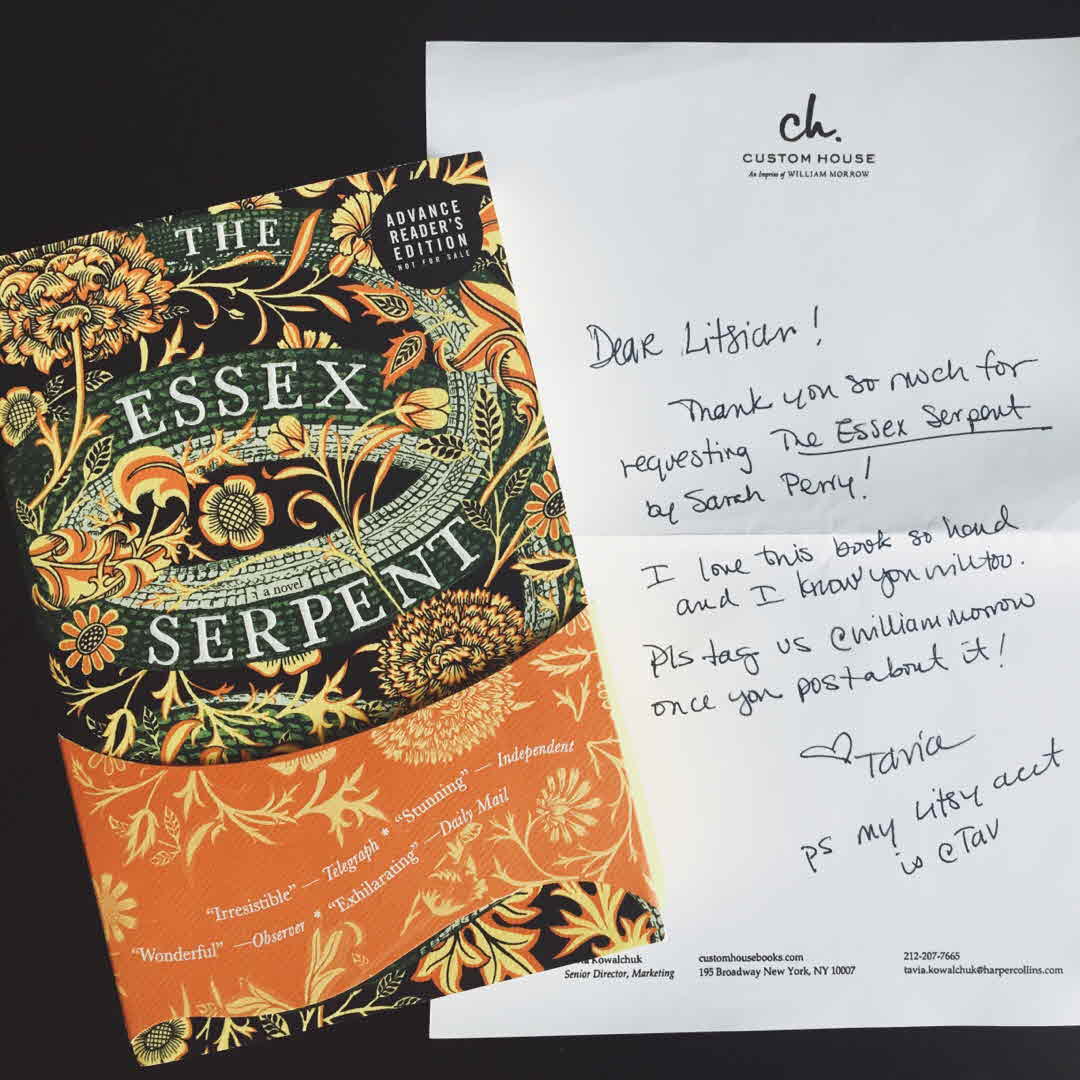 THE
ESSEX
a novel
SERPENT
ADVANCE
READER'S
EDITION
NOT FOR SALE
"Irresistible" — Telegraph * "Stunning" — Independent
"Wonderful" —Observer * "Exhilarating" —Daily Mail
ch.
CUSTOM HOUSE
An Imprint of WILLIAM MORROW
Dear Litsian!
Thank you so much for
requesting The Essex Serpent
by Sarah Perry!
I love this book so hard
and I know you will too.
pls tag us @williammorrow
once you post about it!
♡ Tavia
ps my litsy acct
is @Tav
Kowalchuk
Senior Director, Marketing
customhousebooks.com
195 Broadway New York, NY 10007
212-207-7665
tavia.kowalchuk@harpercollins.com